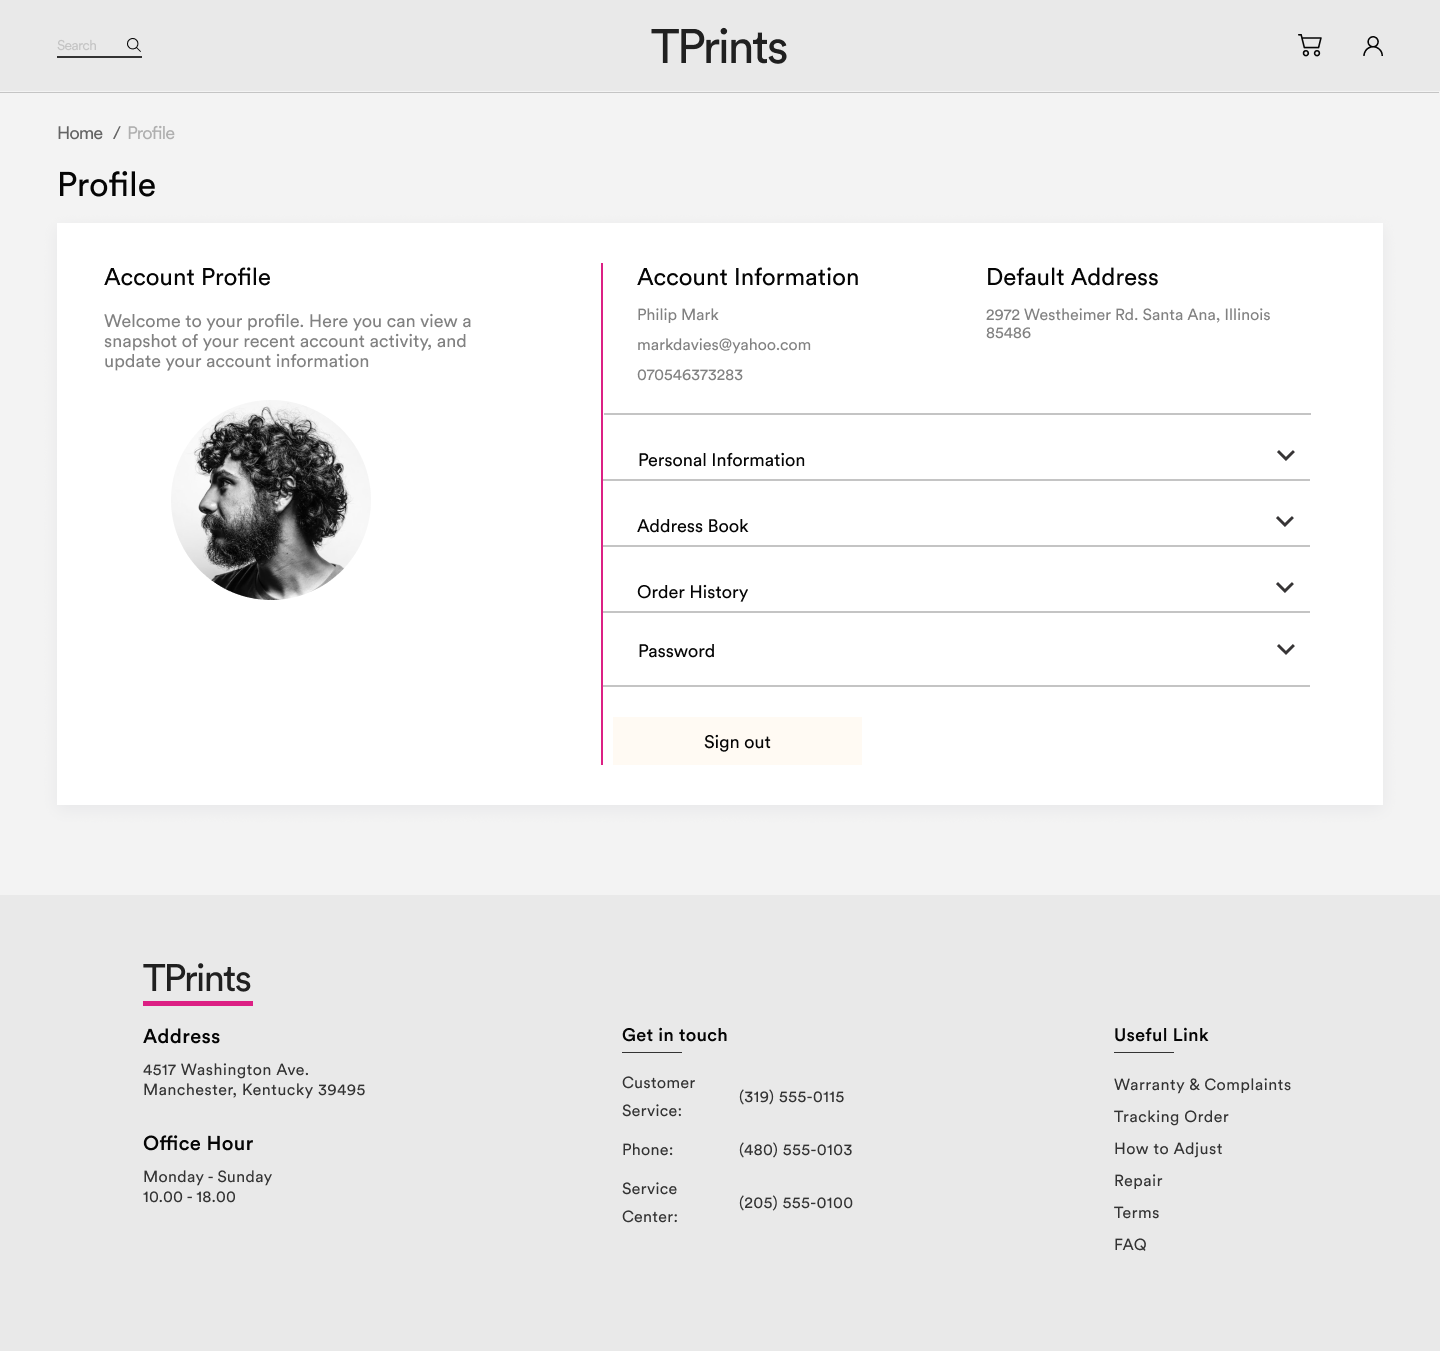 Search
TPrints
Home / Profile
Profile
Account Profile
Welcome to your profile. Here you can view a
snapshot of your recent account activity, and
update your account information
Account Information
Philip Mark
markdavies@yahoo.com
070546373283
Default Address
2972 Westheimer Rd. Santa Ana, Illinois
85486
Personal Information
Address Book
Order History
Password
Sign out
TPrints
Address
4517 Washington Ave.
Manchester, Kentucky 39495
Office Hour
Monday - Sunday
10.00 - 18.00
Get in touch
Customer
Service:
(319) 555-0115
Phone:
(480) 555-0103
Service
Center:
(205) 555-0100
Useful Link
Warranty & Complaints
Tracking Order
How to Adjust
Repair
Terms
FAQ